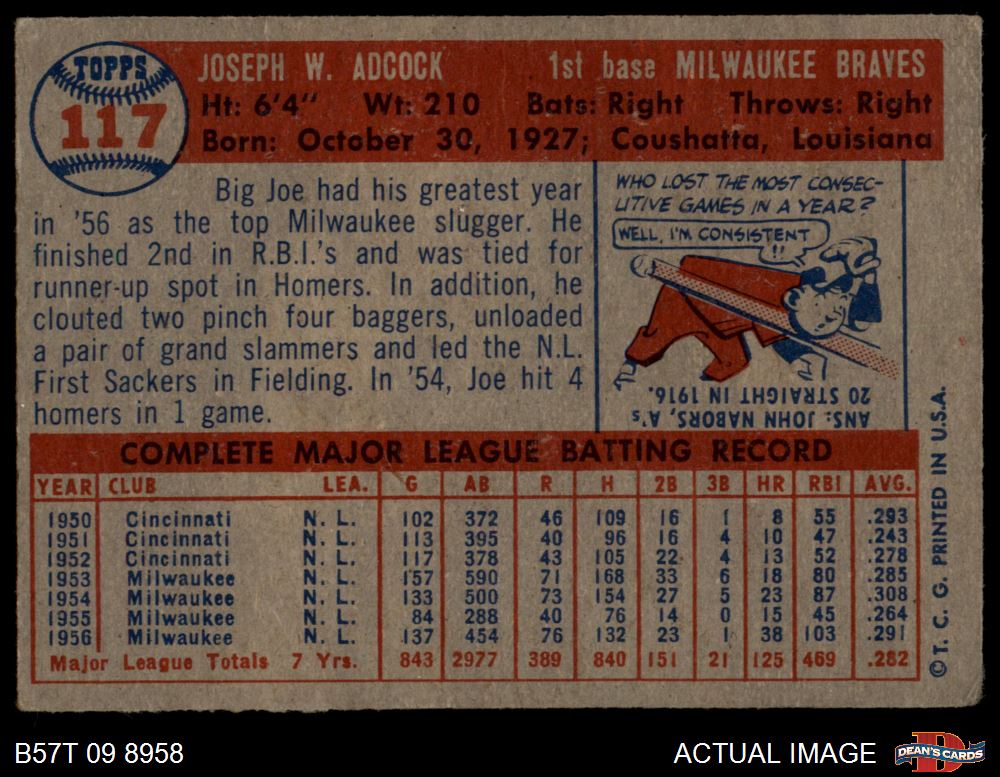 TOPPS
117
JOSEPH W. ADCOCK 1st base MILWAUKEE BRAVES
Ht: 6'4" Wt: 210 Bats: Right Throws: Right
Born: October 30, 1927; Coushatta, Louisiana
Big Joe had his greatest year
in '56 as the top Milwaukee slugger. He
finished 2nd in R.B.I.'s and was tied for
runner-up spot in Homers. In addition, he
clouted two pinch four baggers, unloaded
a pair of grand slammers and led the N.L.
First Sackers in Fielding. In '54, Joe hit 4
homers in 1 game.
WHO LOST THE MOST CONSEC-
UTIVE GAMES IN A YEAR?
WELL, I'M CONSISTENT
!!
ANS: JOHN NABORS, A's
20 STRAIGHT IN 1916.
COMPLETE MAJOR LEAGUE BATTING RECORD
YEAR CLUB LEA. G AB R H 2B 3B HR RBI AVG.
1950 Cincinnati N. L. 102 372 46 109 16 1 8 55 .293
1951 Cincinnati N. L. 113 395 40 96 16 4 10 47 .243
1952 Cincinnati N. L. 117 378 43 105 22 4 13 52 .278
1953 Milwaukee N. L. 157 590 71 168 33 6 18 80 .285
1954 Milwaukee N. L. 133 500 73 154 27 5 23 87 .308
1955 Milwaukee N. L. 84 288 40 76 14 0 15 45 .264
1956 Milwaukee N. L. 137 454 76 132 23 1 38 103 .291
Major League Totals 7 Yrs. 843 2977 389 840 151 21 125 469 .282
©T. C. G. PRINTED IN U.S.A.
B57T 09 8958
ACTUAL IMAGE
DEAN'S CARDS